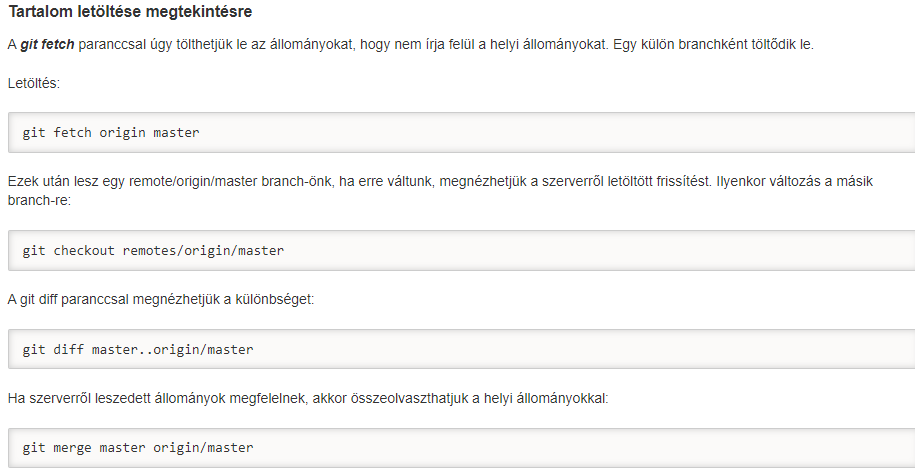 Tartalom letöltése megtekintésre
A git fetch paranccsal úgy tölthetjük le az állományokat, hogy nem írja felül a helyi állományokat. Egy külön branchként töltődik le.
Letöltés:
git fetch origin master
Ezek után lesz egy remote/origin/master branch-önk, ha erre váltunk, megnézhetjük a szerverről letöltött frissítést. Ilyenkor változás a másik
branch-re:
git checkout remotes/origin/master
A git diff paranccsal megnézhetjük a különbséget:
git diff master..origin/master
Ha szerverről leszedett állományok megfelelnek, akkor összeolvaszthatjuk a helyi állományokkal:
git merge master origin/master